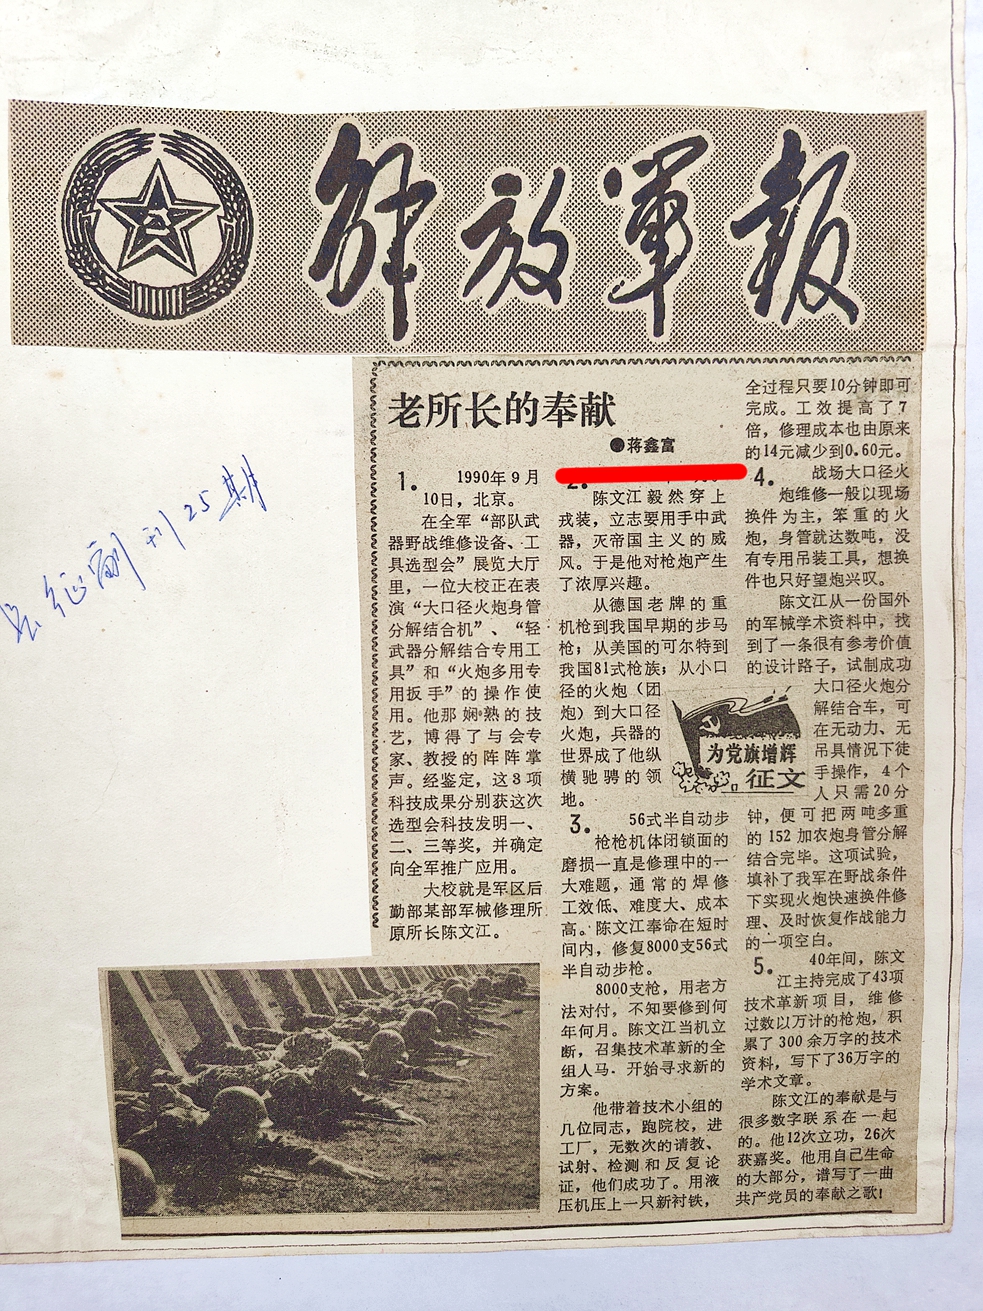 解放军報
老所长的奉献
●蒋鑫富
1. 1990年9月
10日，北京。
在全军“部队武
器野战维修设备、工
具选型会”展览大厅
里，一位大校正在表
演“大口径火炮身管
分解结合机”、“轻
武器分解结合专用工
具”和“火炮多用专
用扳手”的操作使
用。他那娴熟的技
艺，博得了与会专
家、教授的阵阵掌
声。经鉴定，这3项
科技成果分别获这次
选型会科技发明一、
二、三等奖，并确定
向全军推广应用。
大校就是军区后
勤部某部军械修理所
原所长陈文江。
2.
陈文江毅然穿上
戎装，立志要用手中武
器，灭帝国主义的威
风。于是他对枪炮产生
了浓厚兴趣。
从德国老牌的重
机枪到我国早期的步马
枪；从美国的可尔特到
我国81式枪族；从小口
径的火炮（团
炮）到大口径
火炮，兵器的
世界成了他纵
横驰骋的领
地。
3. 56式半自动步
枪枪机体闭锁面的
磨损一直是修理中的一
大难题，通常的焊修
工效低、难度大、成本
高。陈文江奉命在短时
间内，修复8000支56式
半自动步枪。
8000支枪，用老方
法对付，不知要修到何
年何月。陈文江当机立
断，召集技术革新的全
组人马．开始寻求新的
方案。
他带着技术小组的
几位同志，跑院校，进
工厂，无数次的请教、
试射、检测和反复论
证，他们成功了。用液
压机压上一只新衬铁，
全过程只要10分钟即可
完成。工效提高了7
倍，修理成本也由原来
的14元减少到0.60元。
4. 战场大口径火
炮维修一般以现场
换件为主，笨重的火
炮，身管就达数吨，没
有专用吊装工具，想换
件也只好望炮兴叹。
陈文江从一份国外
的军械学术资料中，找
到了一条很有参考价值
的设计路子，试制成功
大口径火炮分
解结合车，可
在无动力、无
吊具情况下徒
手操作，4个
人只需20分
钟，便可把两吨多重
的152加农炮身管分解
结合完毕。这项试验，
填补了我军在野战条件
下实现火炮快速换件修
理、及时恢复作战能力
的一项空白。
5. 40年间，陈文
江主持完成了43项
技术革新项目，维修
过数以万计的枪炮，积
累了300余万字的技术
资料，写下了36万字的
学术文章。
陈文江的奉献是与
很多数字联系在一起
的。他12次立功，26次
获嘉奖。他用自己生命
的大部分，谱写了一曲
共产党员的奉献之歌！
为党旗增辉
征文
长征副刊25期